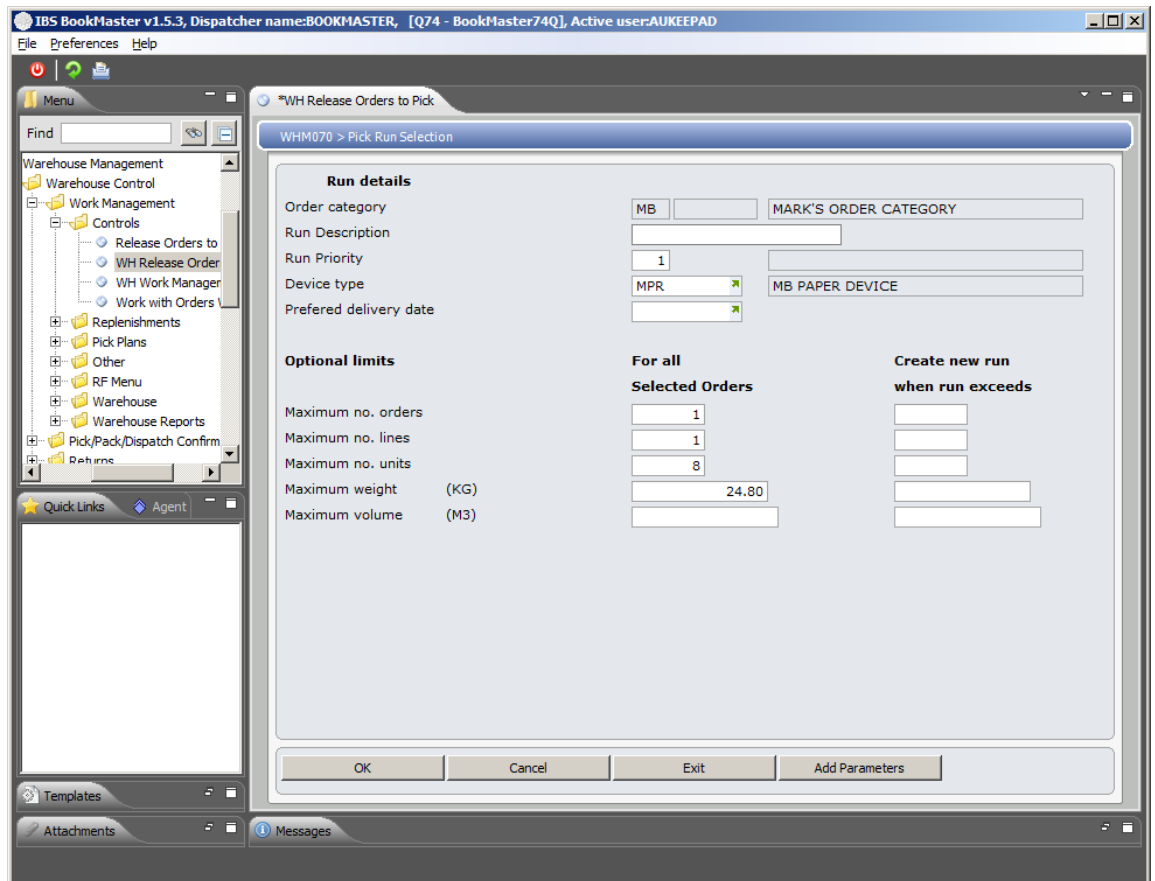 IBS BookMaster v1.5.3, Dispatcher name:BOOKMASTER, [Q74 - BookMaster74Q], Active user:AUKEEPAD
File Preferences Help
Menu
Find
Warehouse Management
Warehouse Control
Work Management
Controls
Release Orders to
WH Release Order
WH Work Manager
Work with Orders
Replenishments
Pick Plans
Other
RF Menu
Warehouse
Warehouse Reports
Pick/Pack/Dispatch Confirm
Returns
Quick Links Agent
Templates
Attachments
*WH Release Orders to Pick
WHM070 > Pick Run Selection
Run details
Order category MB MARK'S ORDER CATEGORY
Run Description
Run Priority 1
Device type MPR MB PAPER DEVICE
Prefered delivery date
Optional limits For all Create new run
Selected Orders when run exceeds
Maximum no. orders 1
Maximum no. lines 1
Maximum no. units 8
Maximum weight (KG) 24.80
Maximum volume (M3)
OK Cancel Exit Add Parameters
Messages